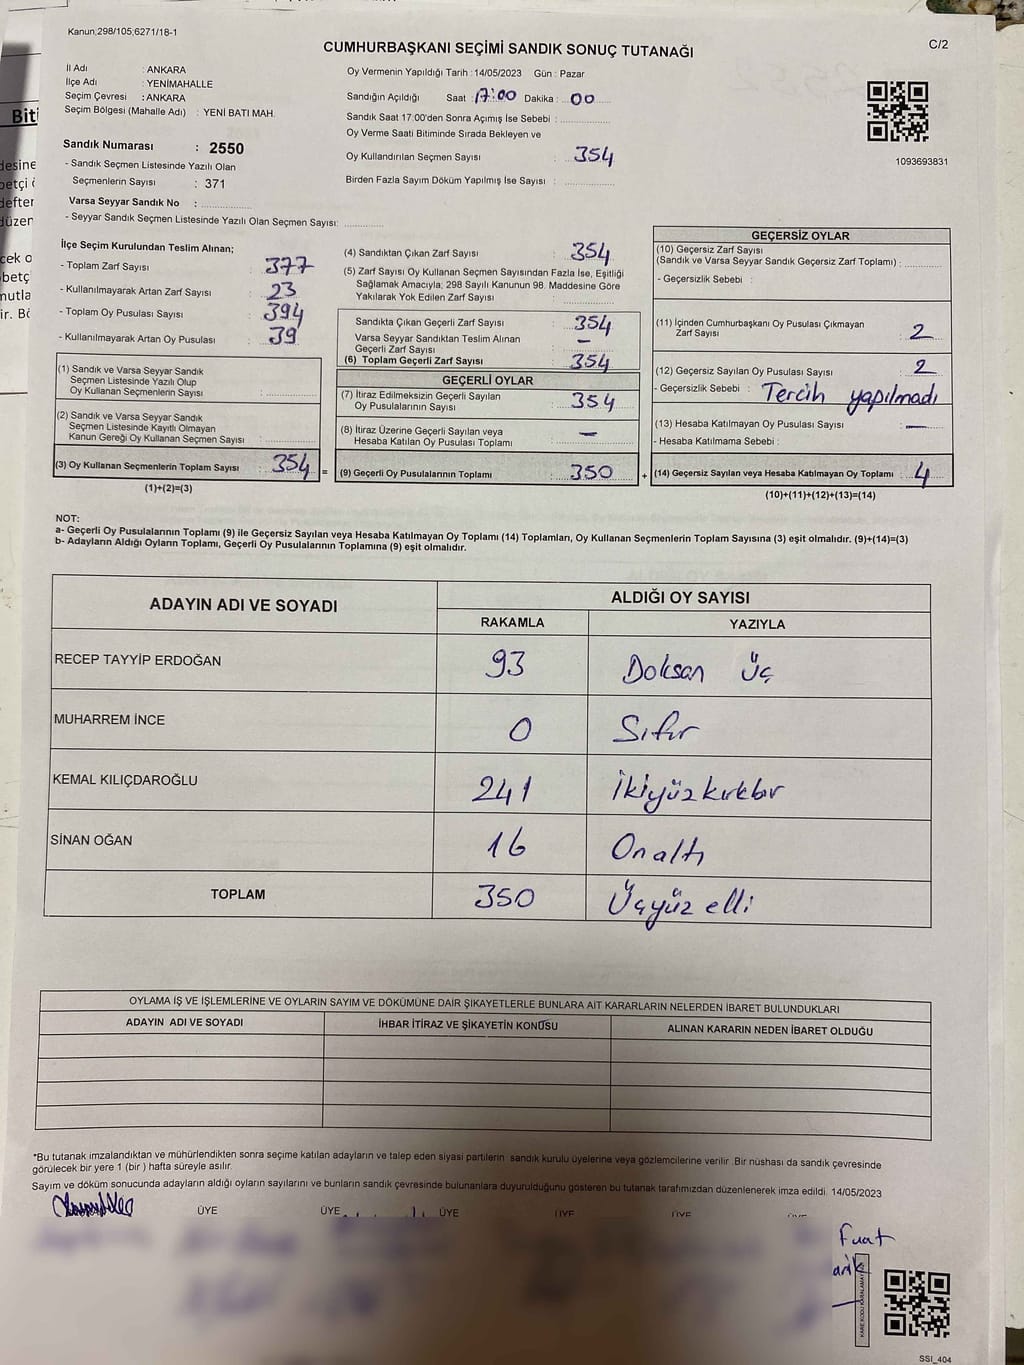 Kanun,298/105,6271/18-1
C/2
CUMHURBAŞKANI SEÇİMİ SANDIK SONUÇ TUTANAĞI
İl Adı : ANKARA
İlçe Adı : YENİMAHALLE
Seçim Çevresi : ANKARA
Seçim Bölgesi (Mahalle Adı) : YENİ BATI MAH.
Sandık Numarası : 2550
- Sandık Seçmen Listesinde Yazılı Olan
Seçmenlerin Sayısı : 371
Varsa Seyyar Sandık No :
- Seyyar Sandık Seçmen Listesinde Yazılı Olan Seçmen Sayısı:
Oy Vermenin Yapıldığı Tarih : 14/05/2023 Gün : Pazar
Sandığın Açıldığı Saat : 17:00 Dakika : 00
Sandık Saat 17:00'den Sonra Açımış İse Sebebi :
Oy Verme Saati Bitiminde Sırada Bekleyen ve
Oy Kullandırılan Seçmen Sayısı : 354
Birden Fazla Sayım Döküm Yapılmış İse Sayısı :
1093693831
İlçe Seçim Kurulundan Teslim Alınan;
- Toplam Zarf Sayısı : 377
- Kullanılmayarak Artan Zarf Sayısı : 23
- Toplam Oy Pusulası Sayısı : 394
- Kullanılmayarak Artan Oy Pusulası : 39
(1) Sandık ve Varsa Seyyar Sandık
Seçmen Listesinde Yazılı Olup
Oy Kullanan Seçmenlerin Sayısı :
(2) Sandık ve Varsa Seyyar Sandık
Seçmen Listesinde Kayıtlı Olmayan
Kanun Gereği Oy Kullanan Seçmen Sayısı :
(3) Oy Kullanan Seçmenlerin Toplam Sayısı : 354 =
(1)+(2)=(3)
(4) Sandıktan Çıkan Zarf Sayısı : 354
(5) Zarf Sayısı Oy Kullanan Seçmen Sayısından Fazla İse, Eşitliği
Sağlamak Amacıyla; 298 Sayılı Kanunun 98. Maddesine Göre
Yakılarak Yok Edilen Zarf Sayısı :
Sandıkta Çıkan Geçerli Zarf Sayısı : 354
Varsa Seyyar Sandıktan Teslim Alınan
Geçerli Zarf Sayısı : —
(6) Toplam Geçerli Zarf Sayısı : 354
GEÇERLİ OYLAR
(7) İtiraz Edilmeksizin Geçerli Sayılan
Oy Pusulalarının Sayısı : 354
(8) İtiraz Üzerine Geçerli Sayılan veya
Hesaba Katılan Oy Pusulası Toplamı : —
(9) Geçerli Oy Pusulalarının Toplamı : 350 +
GEÇERSİZ OYLAR
(10) Geçersiz Zarf Sayısı
(Sandık ve Varsa Seyyar Sandık Geçersiz Zarf Toplamı) :
- Geçersizlik Sebebi :
(11) İçinden Cumhurbaşkanı Oy Pusulası Çıkmayan
Zarf Sayısı : 2
(12) Geçersiz Sayılan Oy Pusulası Sayısı : 2
- Geçersizlik Sebebi : Tercih yapılmadı
(13) Hesaba Katılmayan Oy Pusulası Sayısı : —
- Hesaba Katılmama Sebebi :
(14) Geçersiz Sayılan veya Hesaba Katılmayan Oy Toplamı : 4
(10)+(11)+(12)+(13)=(14)
NOT:
a- Geçerli Oy Pusulalarının Toplamı (9) ile Geçersiz Sayılan veya Hesaba Katılmayan Oy Toplamı (14) Toplamları, Oy Kullanan Seçmenlerin Toplam Sayısına (3) eşit olmalıdır. (9)+(14)=(3)
b- Adayların Aldığı Oyların Toplamı, Geçerli Oy Pusulalarının Toplamına (9) eşit olmalıdır.
ADAYIN ADI VE SOYADI
ALDIĞI OY SAYISI
RAKAMLA YAZIYLA
RECEP TAYYİP ERDOĞAN 93 Doksan Üç
MUHARREM İNCE 0 Sıfır
KEMAL KILIÇDAROĞLU 241 İkiyüzkırkbir
SİNAN OĞAN 16 Onaltı
TOPLAM 350 Üçyüz elli
OYLAMA İŞ VE İŞLEMLERİNE VE OYLARIN SAYIM VE DÖKÜMÜNE DAİR ŞİKAYETLERLE BUNLARA AİT KARARLARIN NELERDEN İBARET BULUNDUKLARI
ADAYIN ADI VE SOYADI İHBAR İTİRAZ VE ŞİKAYETİN KONUSU ALINAN KARARIN NEDEN İBARET OLDUĞU
*Bu tutanak imzalandıktan ve mühürlendikten sonra seçime katılan adayların ve talep eden siyasi partilerin sandık kurulu üyelerine veya gözlemcilerine verilir. Bir nüshası da sandık çevresinde
görülecek bir yere 1 (bir ) hafta süreyle asılır.
Sayım ve döküm sonucunda adayların aldığı oyların sayılarını ve bunların sandık çevresinde bulunanlara duyurulduğunu gösteren bu tutanak tarafımızdan düzenlenerek imza edildi. 14/05/2023
ÜYE ÜYE ÜYE ÜYE ÜYE ÜYE
Fuat
SSI_404